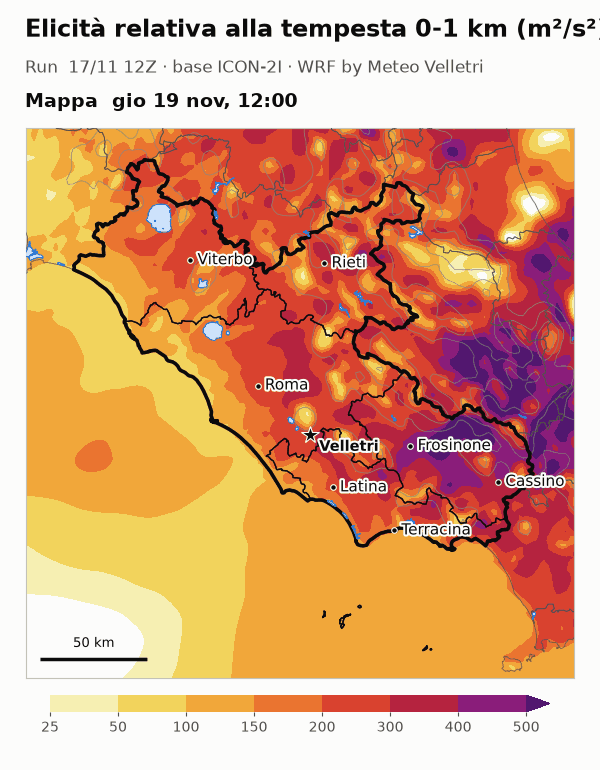 Elicità relativa alla tempesta 0-1 km (m²/s²)
Run 17/11 12Z · base ICON-2I · WRF by Meteo Velletri
Mappa gio 19 nov, 12:00
Viterbo
Rieti
Roma
Velletri
Frosinone
Cassino
Latina
Terracina
50 km
25 50 100 150 200 300 400 500